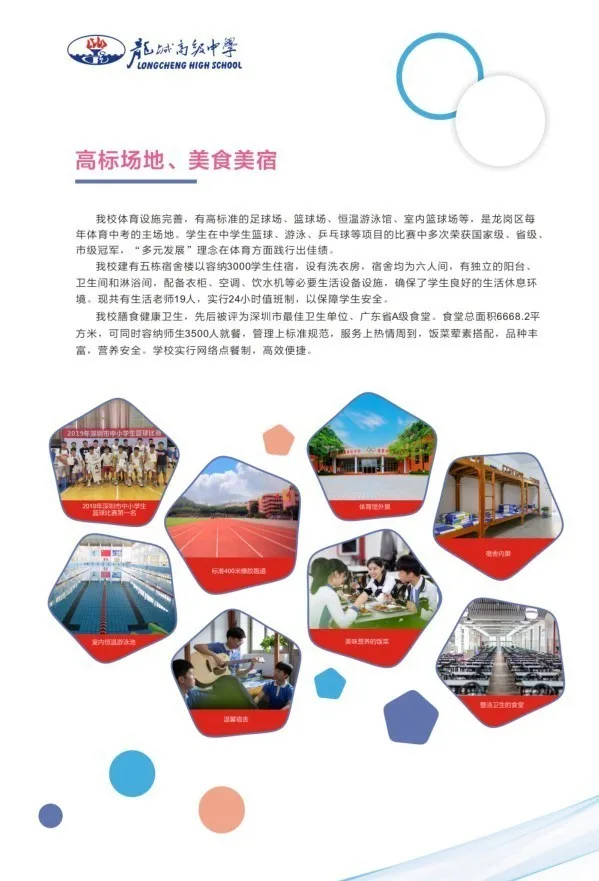 龍城高级中學
LONGCHENG HIGH SCHOOL
高标场地、美食美宿
我校体育设施完善，有高标准的足球场、篮球场、恒温游泳馆、室内篮球场等，是龙岗区每
年体育中考的主场地。学生在中学生篮球、游泳、乒乓球等项目的比赛中多次荣获国家级、省级、
市级冠军，“多元发展”理念在体育方面践行出佳绩。
我校建有五栋宿舍楼以容纳3000学生住宿，设有洗衣房，宿舍均为六人间，有独立的阳台、
卫生间和淋浴间，配备衣柜、空调、饮水机等必要生活设备设施，确保了学生良好的生活休息环
境。现共有生活老师19人，实行24小时值班制，以保障学生安全。
我校膳食健康卫生，先后被评为深圳市最佳卫生单位、广东省A级食堂。食堂总面积6668.2平
方米，可同时容纳师生3500人就餐，管理上标准规范，服务上热情周到，饭菜荤素搭配，品种丰
富，营养安全。学校实行网络点餐制，高效便捷。
2019年深圳市中小学生篮球比赛
2019年深圳市中小学生
篮球比赛第一名
标准400米橡胶跑道
体育馆外景
宿舍内景
室内恒温游泳池
温馨宿舍
美味营养的饭菜
整洁卫生的食堂